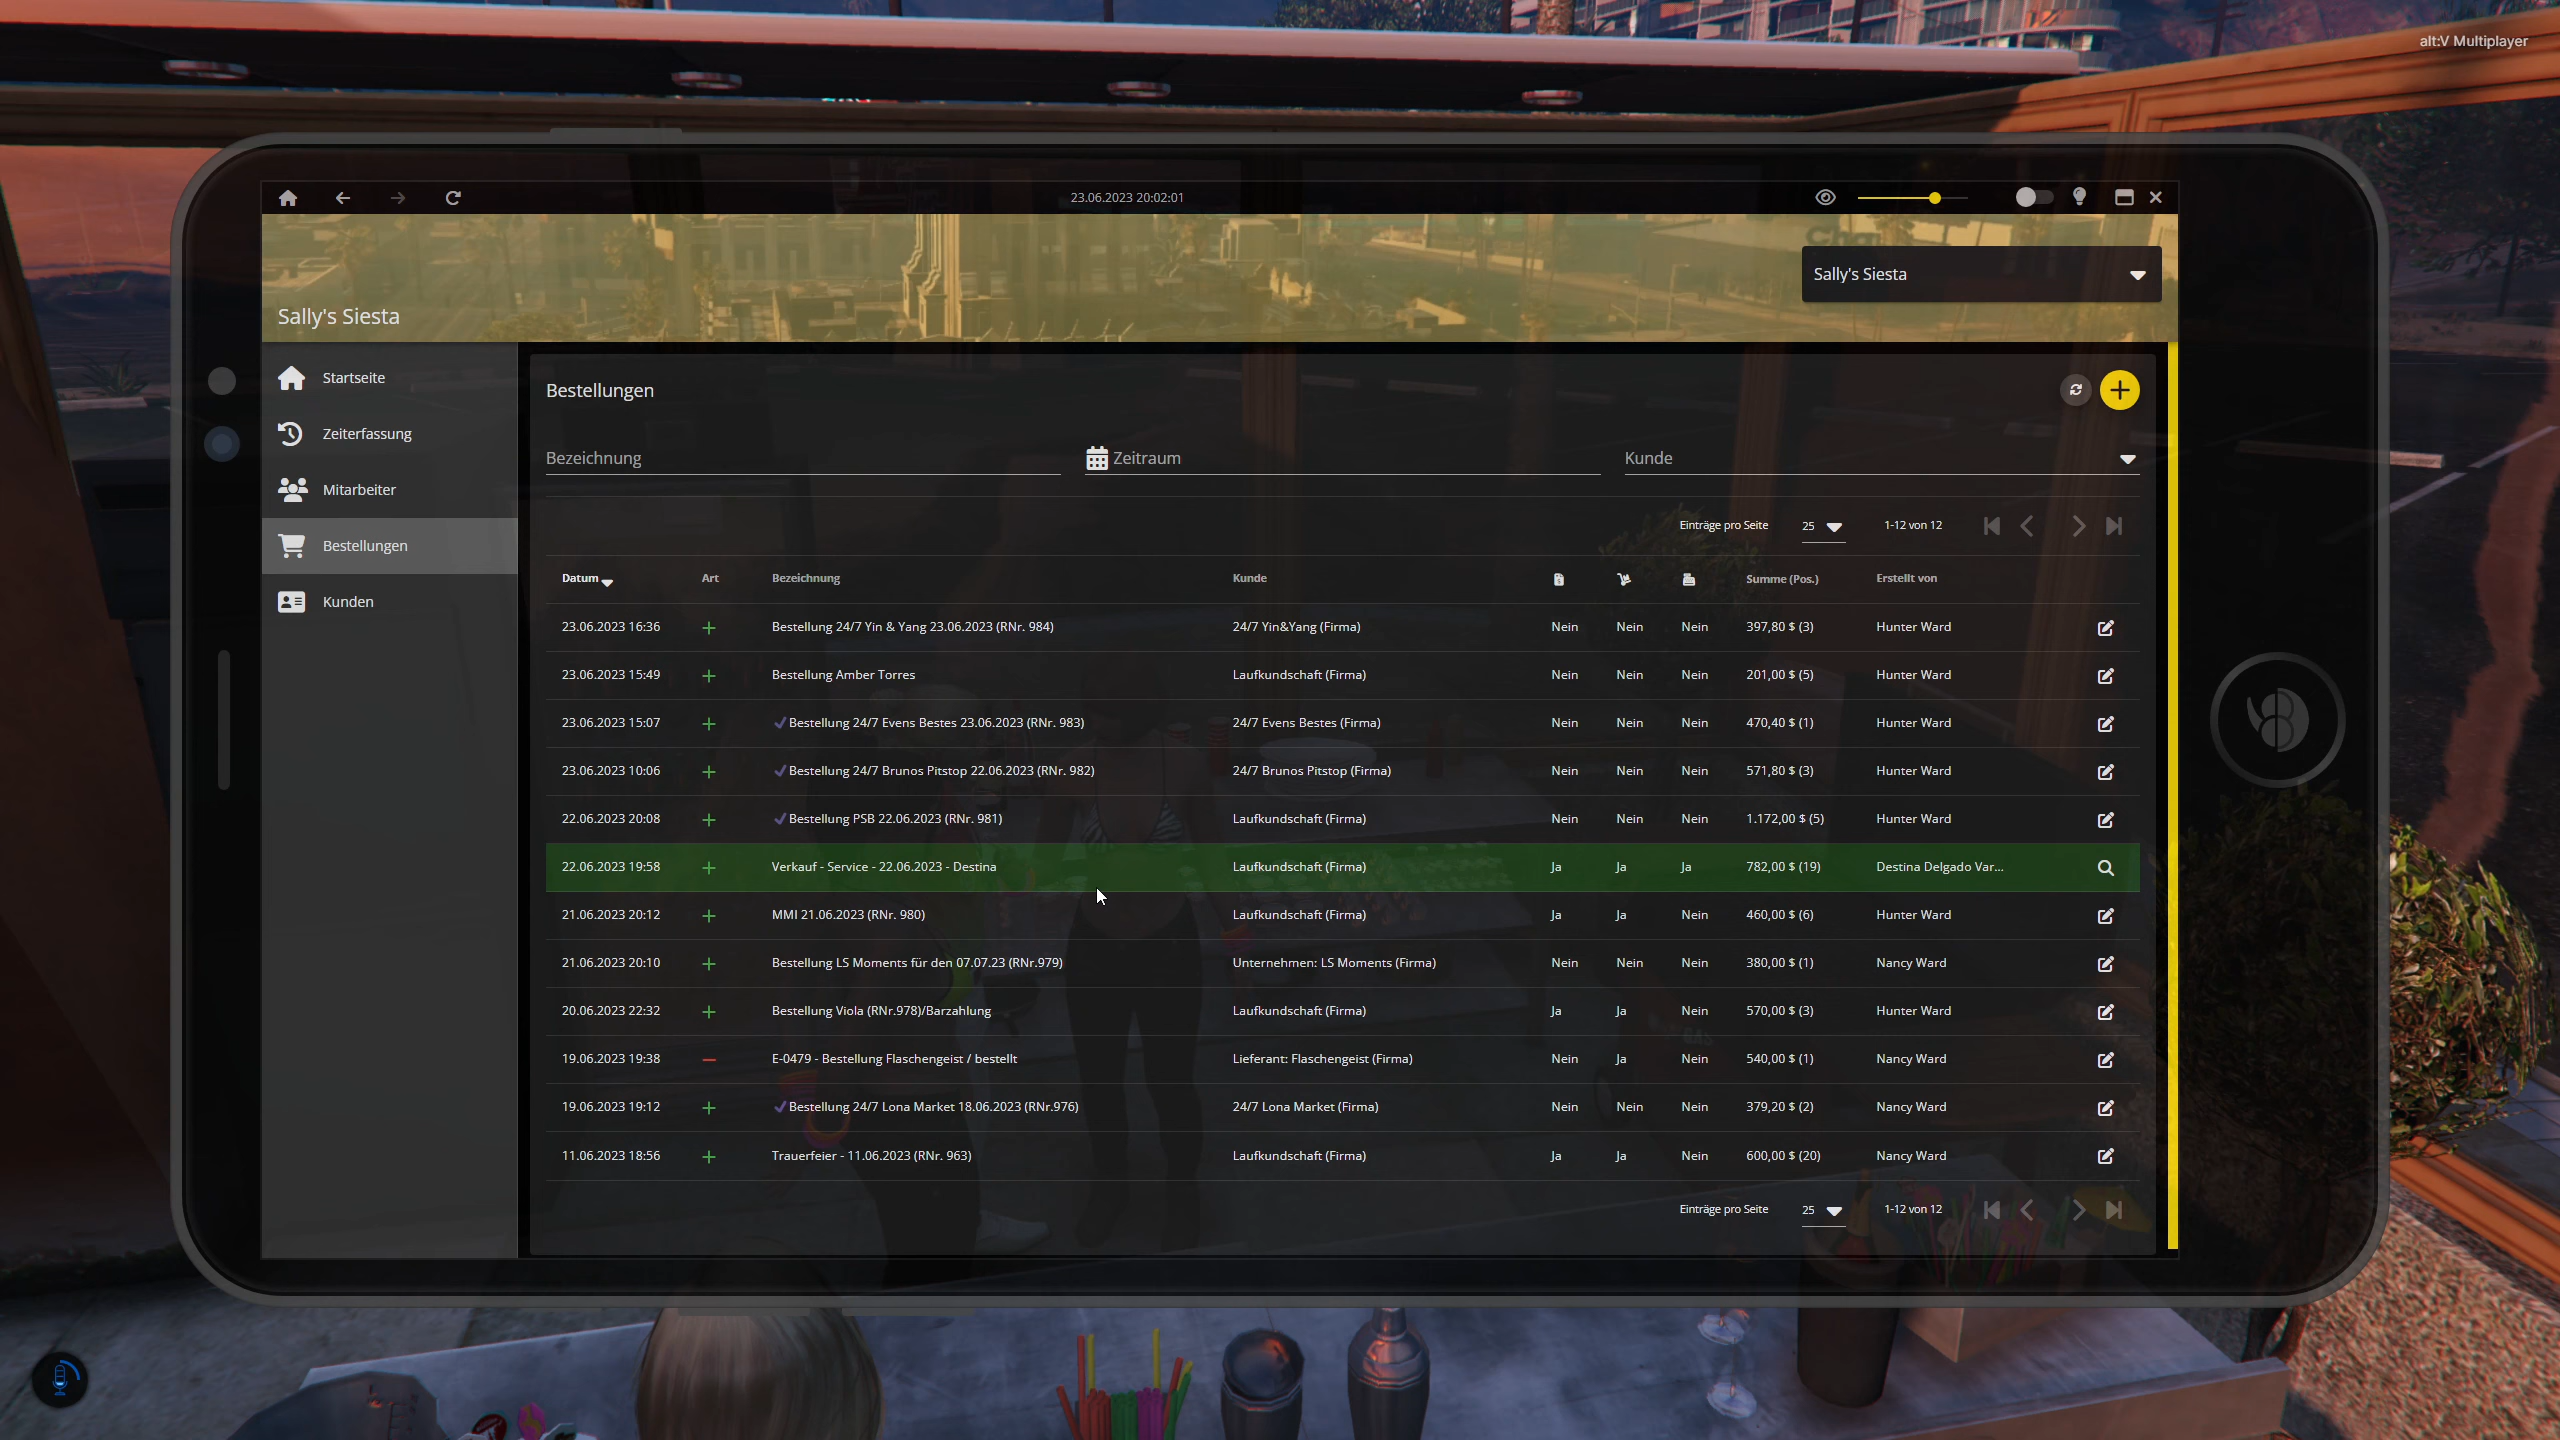 alt:V Multiplayer
23.06.2023 20:02:01
Sally's Siesta
Sally's Siesta
Startseite
Zeiterfassung
Mitarbeiter
Bestellungen
Kunden
Bestellungen
Bezeichnung Zeitraum Kunde
Einträge pro Seite 25 1-12 von 12
Datum Art Bezeichnung Kunde Summe (Pos.) Erstellt von
23.06.2023 16:36 + Bestellung 24/7 Yin & Yang 23.06.2023 (RNr. 984) 24/7 Yin&Yang (Firma) Nein Nein Nein 397,80 $ (3) Hunter Ward
23.06.2023 15:49 + Bestellung Amber Torres Laufkundschaft (Firma) Nein Nein Nein 201,00 $ (5) Hunter Ward
23.06.2023 15:07 + ✓Bestellung 24/7 Evens Bestes 23.06.2023 (RNr. 983) 24/7 Evens Bestes (Firma) Nein Nein Nein 470,40 $ (1) Hunter Ward
23.06.2023 10:06 + ✓Bestellung 24/7 Brunos Pitstop 22.06.2023 (RNr. 982) 24/7 Brunos Pitstop (Firma) Nein Nein Nein 571,80 $ (3) Hunter Ward
22.06.2023 20:08 + ✓Bestellung PSB 22.06.2023 (RNr. 981) Laufkundschaft (Firma) Nein Nein Nein 1.172,00 $ (5) Hunter Ward
22.06.2023 19:58 + Verkauf - Service - 22.06.2023 - Destina Laufkundschaft (Firma) Ja Ja Ja 782,00 $ (19) Destina Delgado Var...
21.06.2023 20:12 + MMI 21.06.2023 (RNr. 980) Laufkundschaft (Firma) Ja Ja Nein 460,00 $ (6) Hunter Ward
21.06.2023 20:10 + Bestellung LS Moments für den 07.07.23 (RNr.979) Unternehmen: LS Moments (Firma) Nein Nein Nein 380,00 $ (1) Nancy Ward
20.06.2023 22:32 + Bestellung Viola (RNr.978)/Barzahlung Laufkundschaft (Firma) Ja Ja Nein 570,00 $ (3) Hunter Ward
19.06.2023 19:38 – E-0479 - Bestellung Flaschengeist / bestellt Lieferant: Flaschengeist (Firma) Nein Ja Nein 540,00 $ (1) Nancy Ward
19.06.2023 19:12 + ✓Bestellung 24/7 Lona Market 18.06.2023 (RNr.976) 24/7 Lona Market (Firma) Nein Nein Nein 379,20 $ (2) Nancy Ward
11.06.2023 18:56 + Trauerfeier - 11.06.2023 (RNr. 963) Laufkundschaft (Firma) Ja Ja Nein 600,00 $ (20) Nancy Ward
Einträge pro Seite 25 1-12 von 12